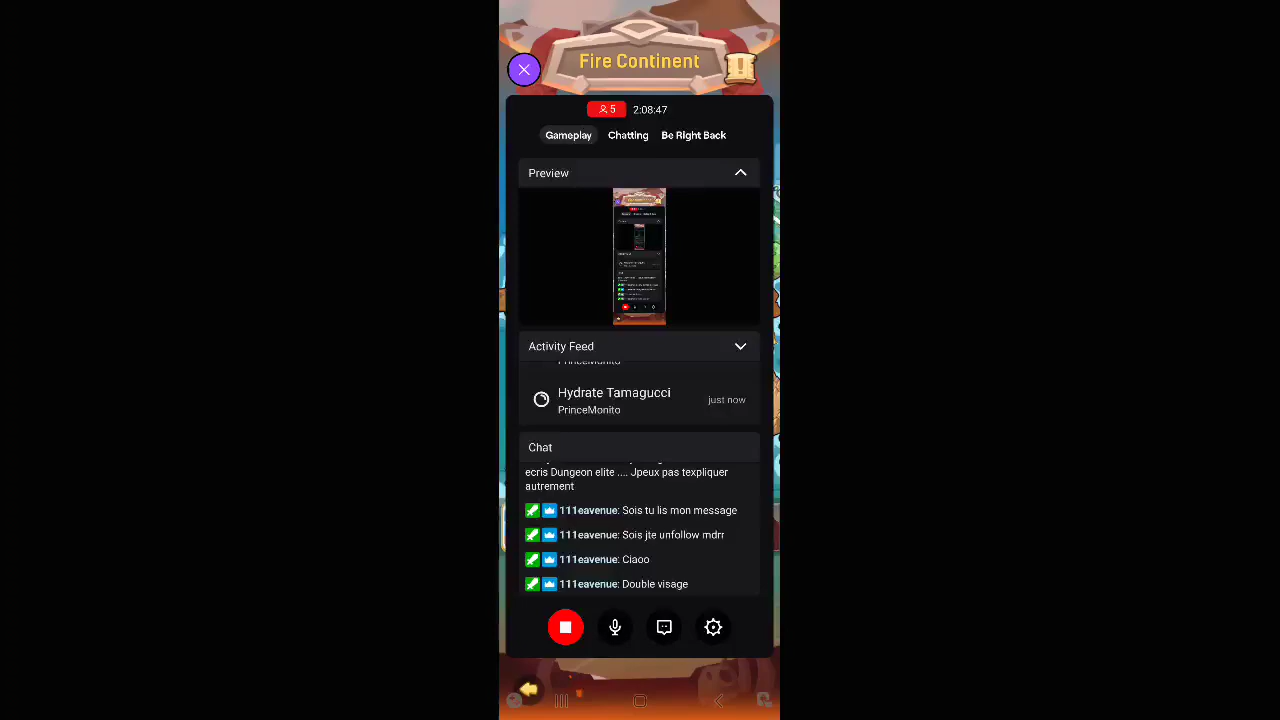 Fire Continent
5 2:08:47
Gameplay Chatting Be Right Back
Preview
Activity Feed
PrinceMonito
Hydrate Tamagucci
just now
PrinceMonito
Chat
ecris Dungeon elite .... Jpeux pas texpliquer
autrement
111eavenue: Sois tu lis mon message
111eavenue: Sois jte unfollow mdrr
111eavenue: Ciaoo
111eavenue: Double visage